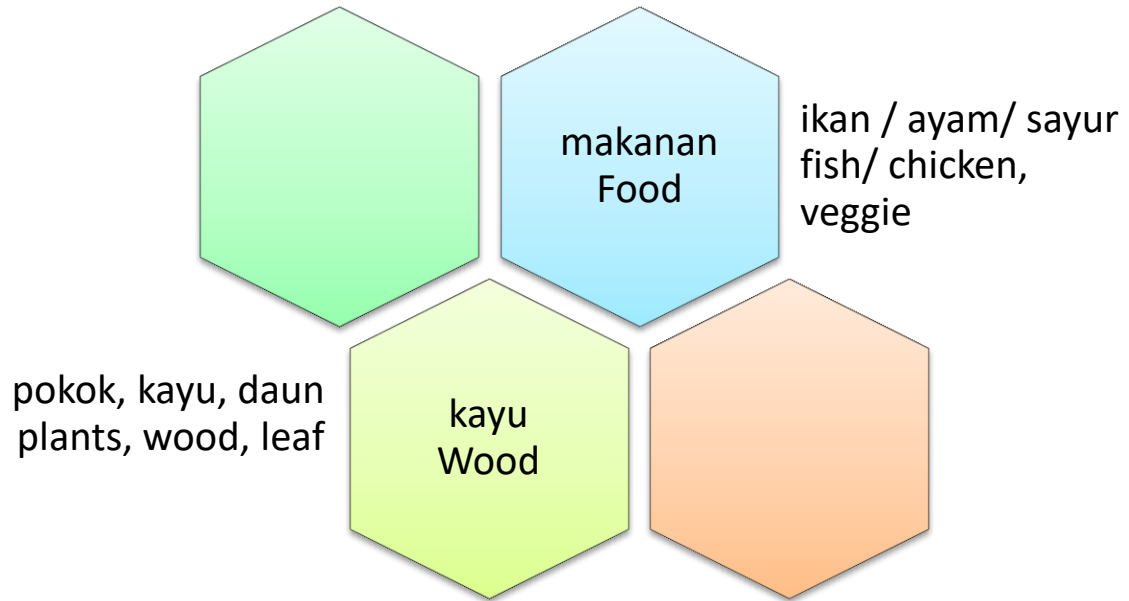 makanan
Food
ikan / ayam/ sayur
fish/ chicken,
veggie
pokok, kayu, daun
plants, wood, leaf
kayu
Wood